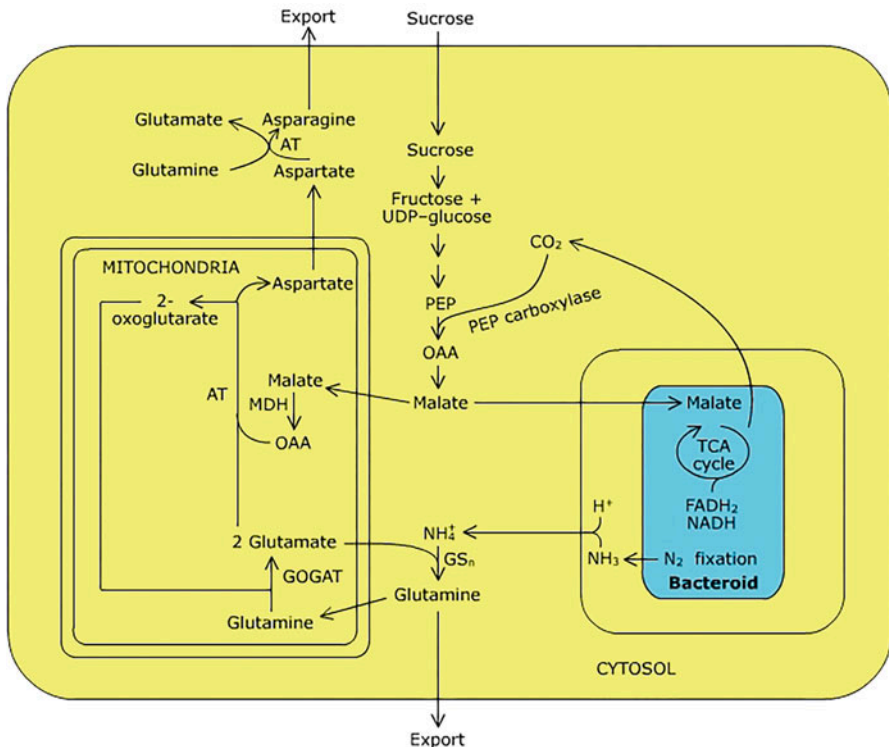 Export
Sucrose
Glutamate
Asparagine
AT
Glutamine
Aspartate
Sucrose
Fructose +
UDP–glucose
CO₂
MITOCHONDRIA
Aspartate
2-
oxoglutarate
PEP
PEP carboxylase
OAA
Malate
AT
MDH
Malate
Malate
OAA
TCA
cycle
FADH₂
NADH
H⁺
2 Glutamate
NH₄⁺
NH₃
N₂ fixation
GSₙ
Bacteroid
GOGAT
Glutamine
Glutamine
CYTOSOL
Export